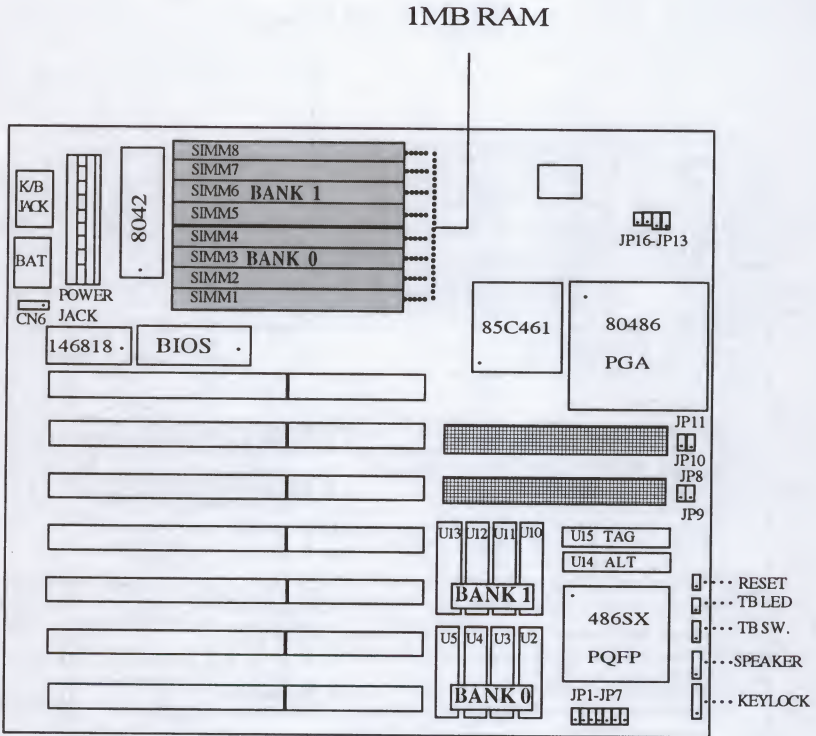 1MB RAM
SIMM8
SIMM7
SIMM6 BANK 1
SIMM5
SIMM4
SIMM3 BANK 0
SIMM2
SIMM1
K/B
JACK
8042
BAT
POWER
JACK
CN6
JP16-JP13
146818
BIOS
85C461
80486
PGA
JP11
JP10
JP8
JP9
U13 U12 U11 U10
BANK 1
U15 TAG
U14 ALT
U5 U4 U3 U2
BANK 0
486SX
PQFP
JP1-JP7
RESET
TB LED
TB SW.
SPEAKER
KEYLOCK